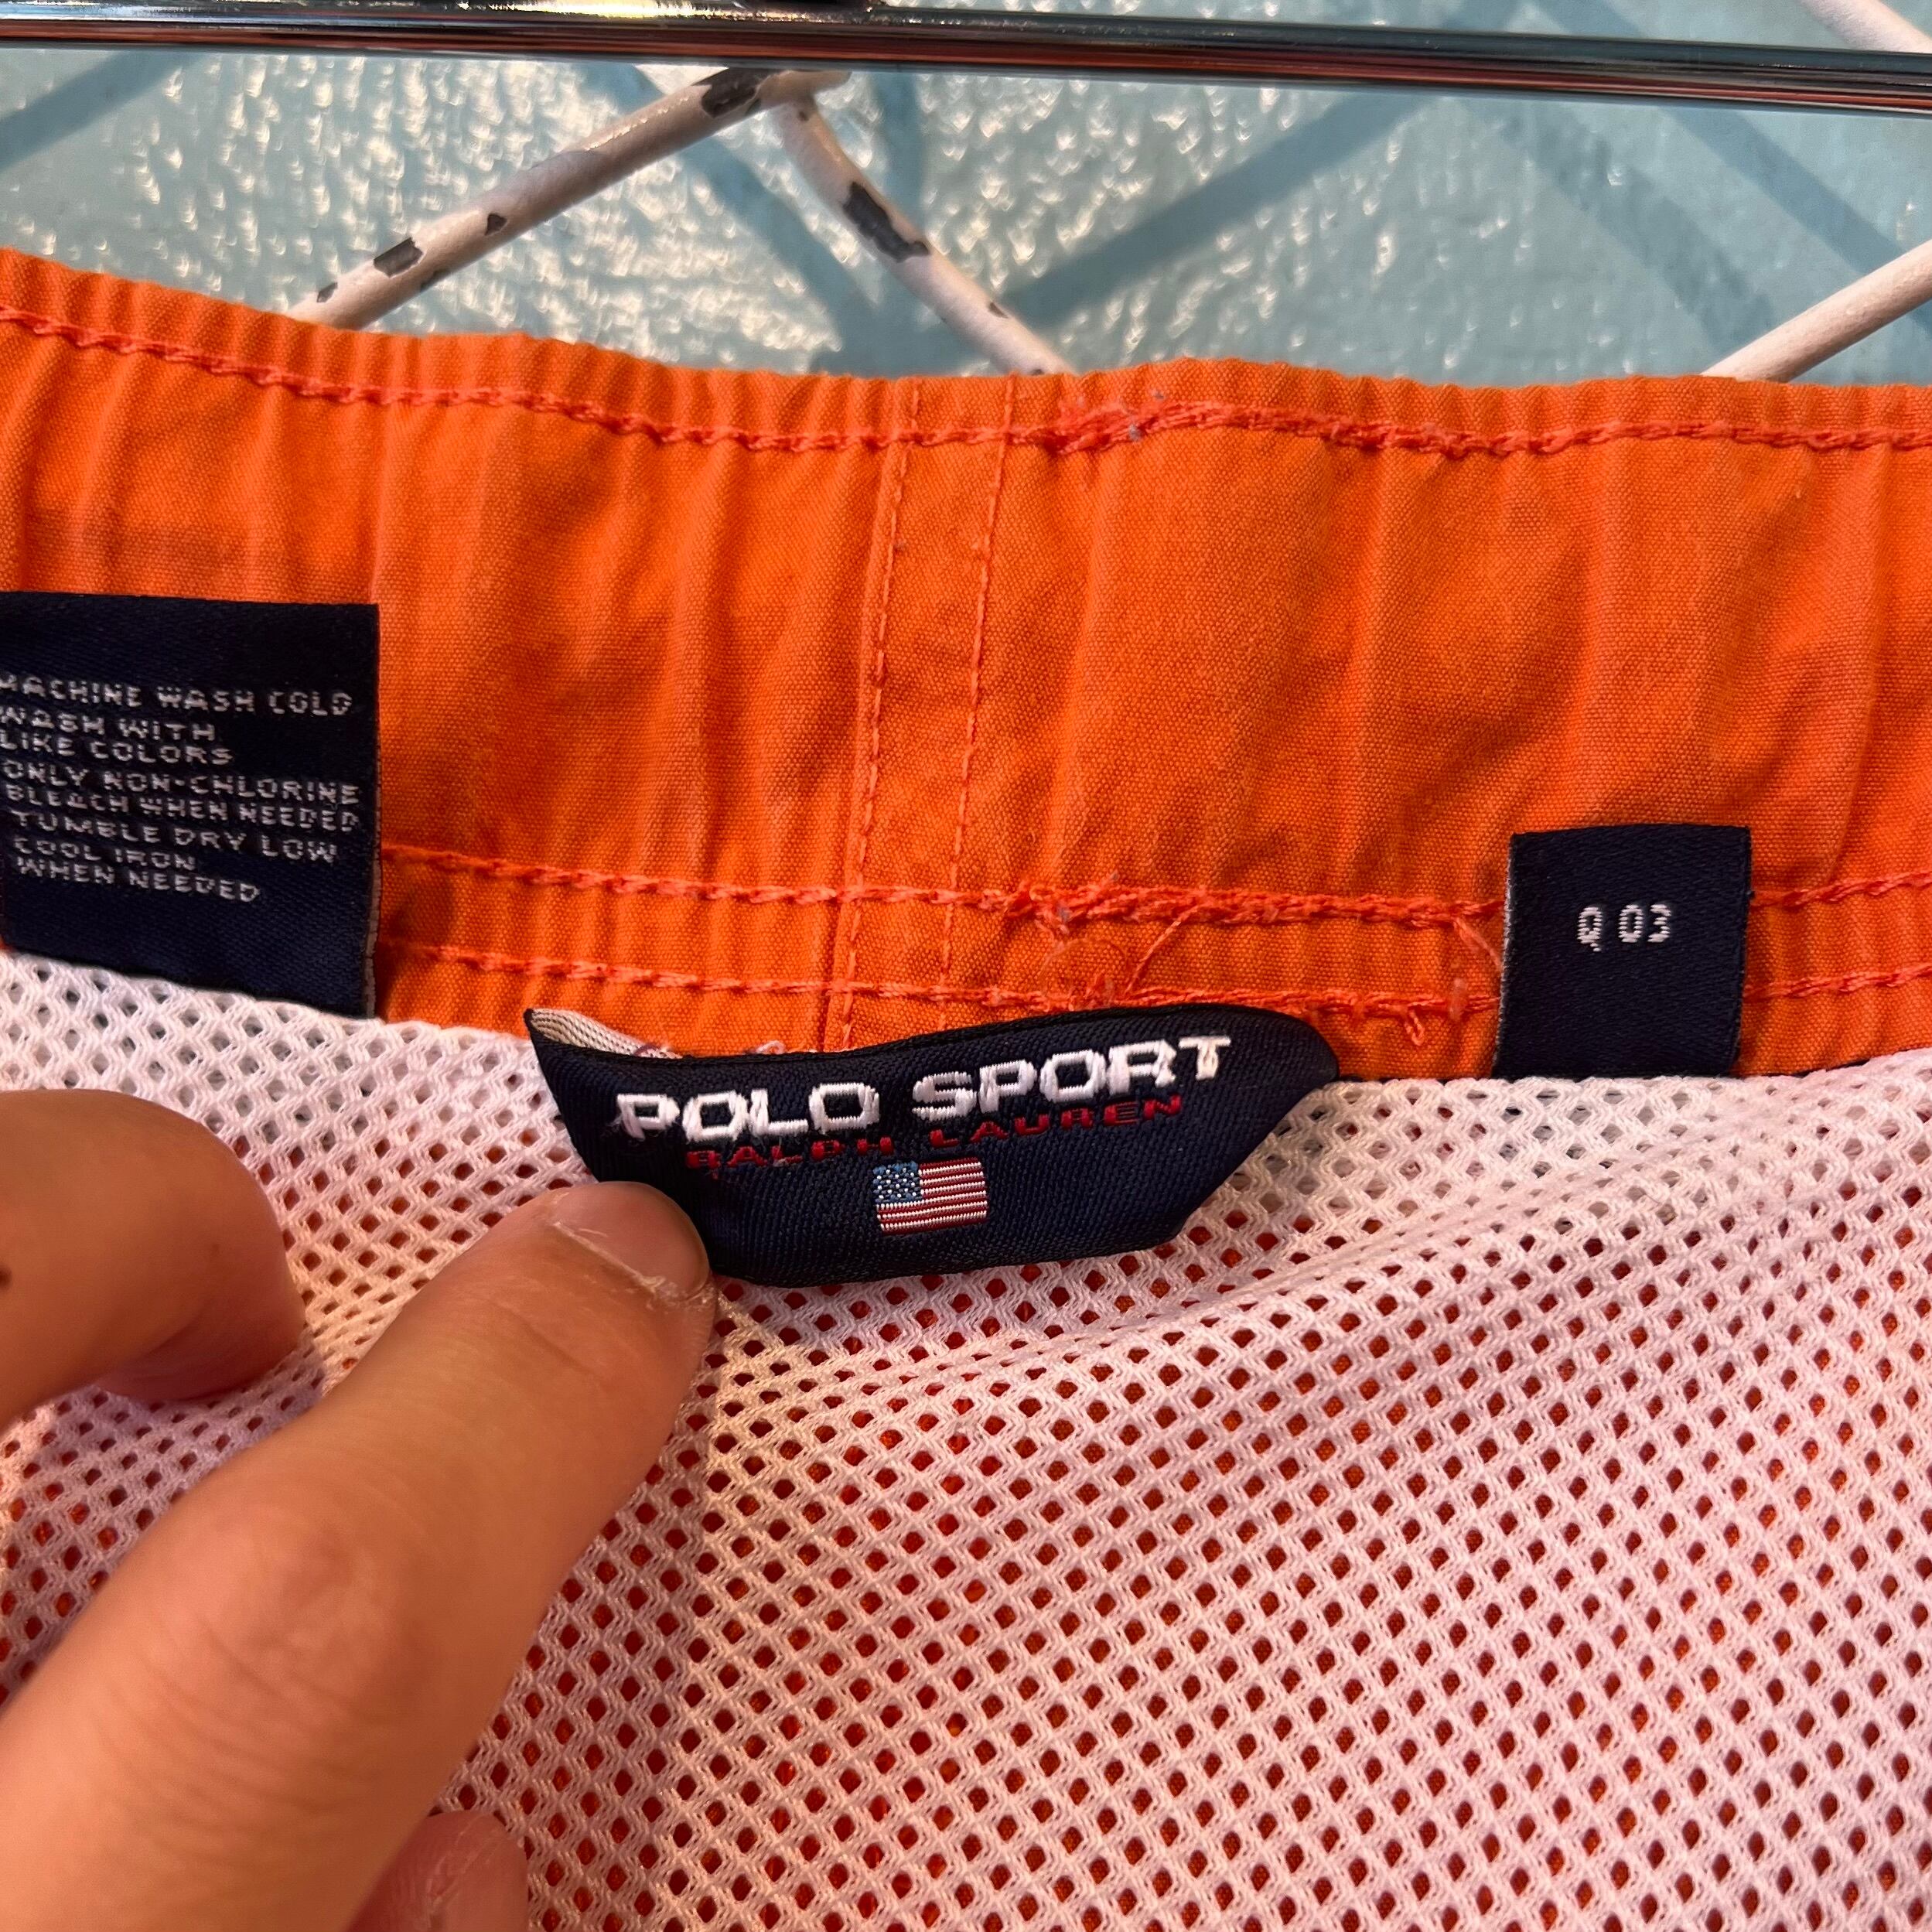 MACHINE WASH COLD
WASH WITH
LIKE COLORS
ONLY NON-CHLORINE
BLEACH WHEN NEEDED
TUMBLE DRY LOW
COOL IRON
WHEN NEEDED
POLO SPORT
RALPH LAUREN
Q 03